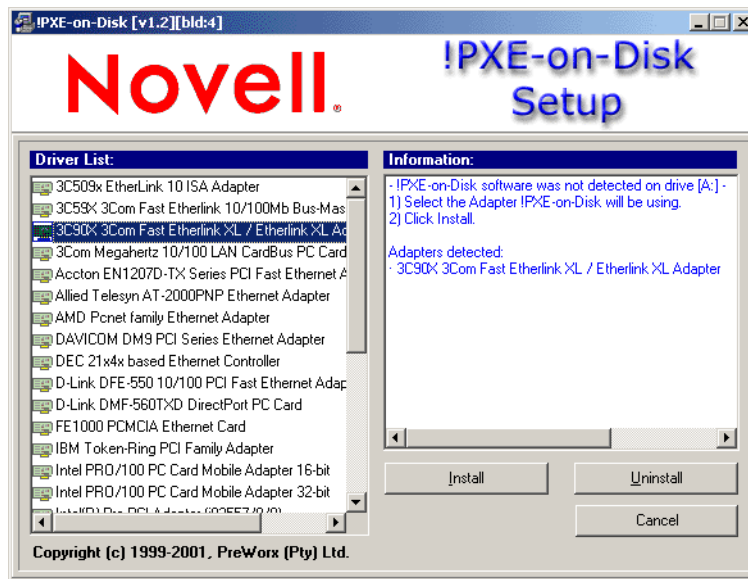 !PXE-on-Disk [v1.2][bld:4]
Novell®
!PXE-on-Disk
Setup
Driver List:
3C509x EtherLink 10 ISA Adapter
3C59X 3Com Fast Etherlink 10/100Mb Bus-Mas
3C90X 3Com Fast Etherlink XL / Etherlink XL Ad
3Com Megahertz 10/100 LAN CardBus PC Card
Accton EN1207D-TX Series PCI Fast Ethernet A
Allied Telesyn AT-2000PNP Ethernet Adapter
AMD Pcnet family Ethernet Adapter
DAVICOM DM9 PCI Series Ethernet Adapter
DEC 21x4x based Ethernet Controller
D-Link DFE-550 10/100 PCI Fast Ethernet Adap
D-Link DMF-560TXD DirectPort PC Card
FE1000 PCMCIA Ethernet Card
IBM Token-Ring PCI Family Adapter
Intel PRO/100 PC Card Mobile Adapter 16-bit
Intel PRO/100 PC Card Mobile Adapter 32-bit
Information:
- !PXE-on-Disk software was not detected on drive [A:] -
1) Select the Adapter !PXE-on-Disk will be using.
2) Click Install.
Adapters detected:
· 3C90X 3Com Fast Etherlink XL / Etherlink XL Adapter
Install
Uninstall
Cancel
Copyright (c) 1999-2001, PreWorx (Pty) Ltd.